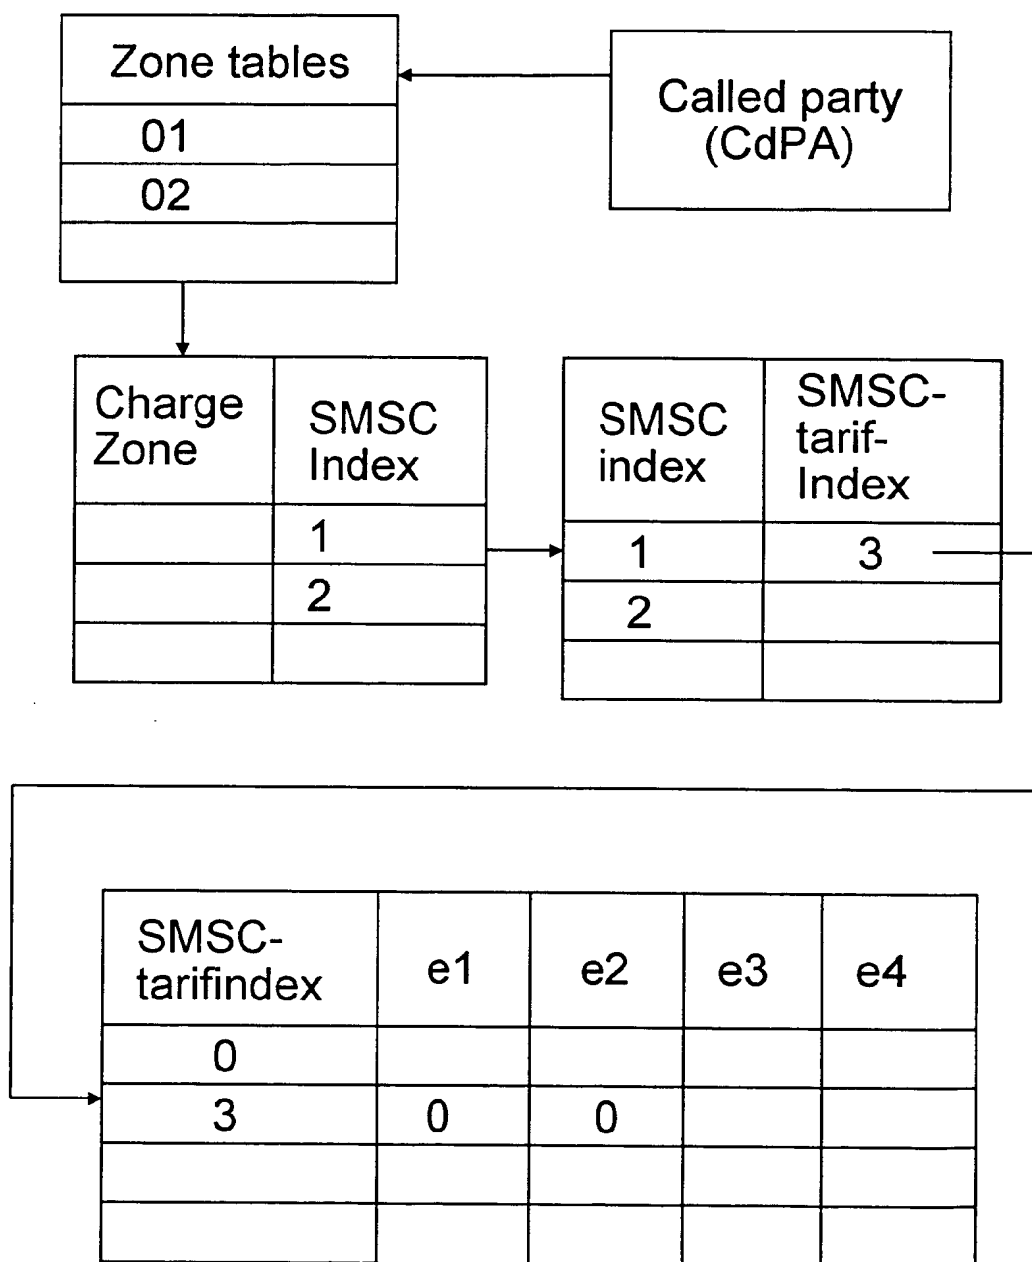 Zone tables
01
02
Called party
(CdPA)
Charge
Zone
SMSC
Index
1
2
SMSC
index
SMSC-
tarif-
Index
1 3
2
SMSC-
tarifindex
e1 e2 e3 e4
0
3 0 0